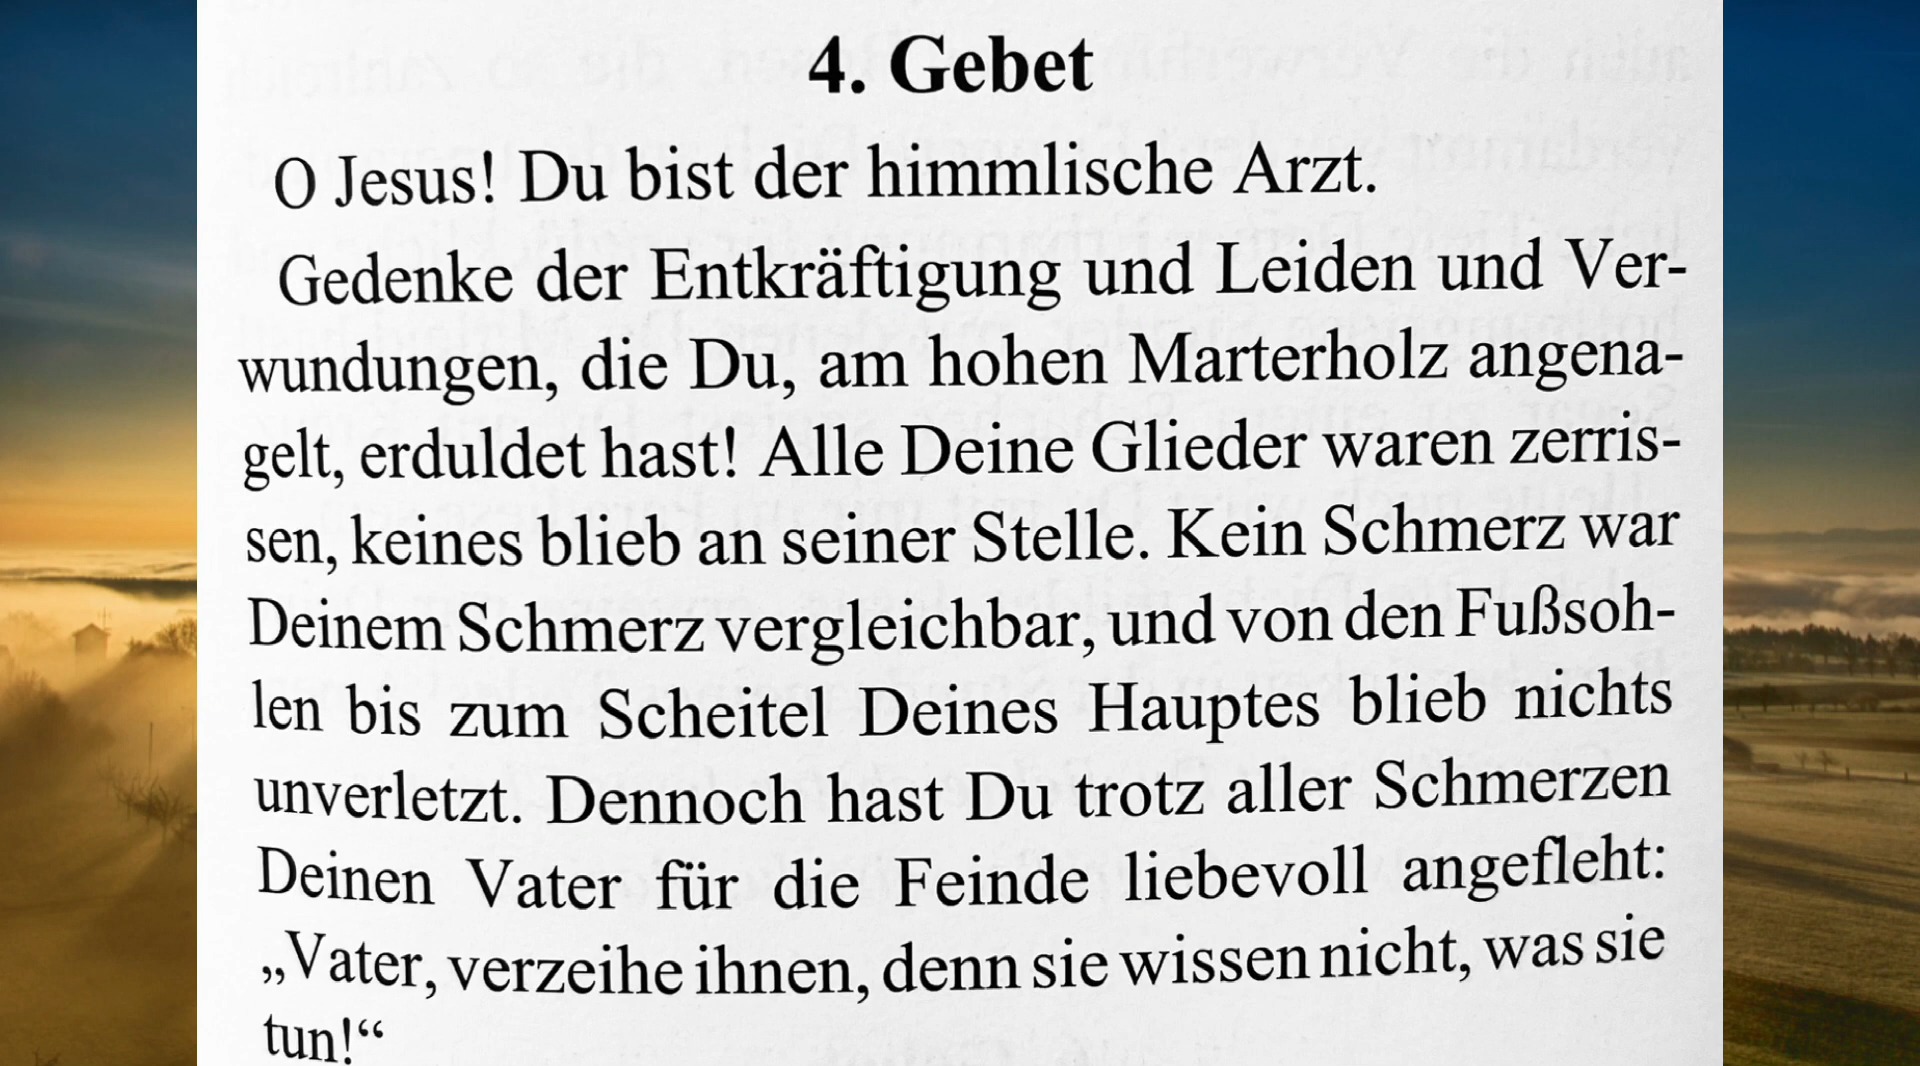 4. Gebet
O Jesus! Du bist der himmlische Arzt.
Gedenke der Entkräftigung und Leiden und Ver-
wundungen, die Du, am hohen Marterholz angena-
gelt, erduldet hast! Alle Deine Glieder waren zerris-
sen, keines blieb an seiner Stelle. Kein Schmerz war
Deinem Schmerz vergleichbar, und von den Fußsoh-
len bis zum Scheitel Deines Hauptes blieb nichts
unverletzt. Dennoch hast Du trotz aller Schmerzen
Deinen Vater für die Feinde liebevoll angefleht:
„Vater, verzeihe ihnen, denn sie wissen nicht, was sie
tun!“